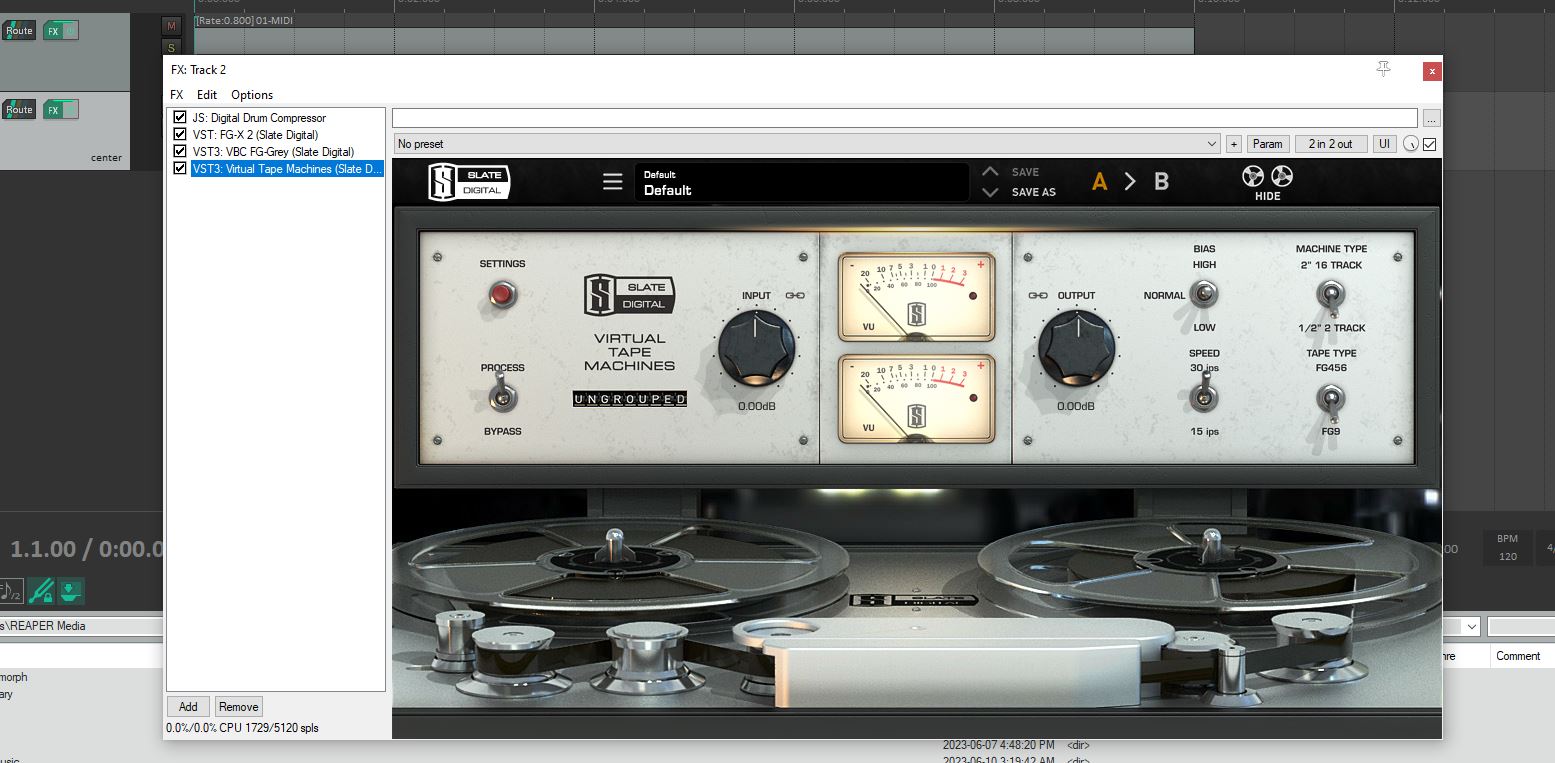 [Rate:0.800] 01-MIDI
Route
FX
M
S
Route
FX
center
FX: Track 2
x
FX Edit Options
JS: Digital Drum Compressor
VST: FG-X 2 (Slate Digital)
VST3: VBC FG-Grey (Slate Digital)
VST3: Virtual Tape Machines (Slate D...
...
No preset
+
Param
2 in 2 out
UI
SLATE
DIGITAL
Default
Default
SAVE
SAVE AS
A
B
HIDE
SETTINGS
PROCESS
BYPASS
SLATE
DIGITAL
VIRTUAL
TAPE
MACHINES
UNGROUPED
INPUT
0.00dB
- 20 10 7 5 3 1 0 1 2 3 +
20 40 60 80 100
VU
- 20 10 7 5 3 1 0 1 2 3 +
20 40 60 80 100
VU
OUTPUT
0.00dB
BIAS
HIGH
NORMAL
LOW
SPEED
30 ips
15 ips
MACHINE TYPE
2" 16 TRACK
1/2" 2 TRACK
TAPE TYPE
FG456
FG9
SLATE
DIGITAL
1.1.00 / 0:00.0
00
BPM
120
4/
/2
s\REAPER Media
nre
Comment
morph
ary
Add
Remove
0.0%/0.0% CPU 1729/5120 spls
2023-06-07 4:48:20 PM <dir>
2023-06-10 3:19:42 AM <dir>